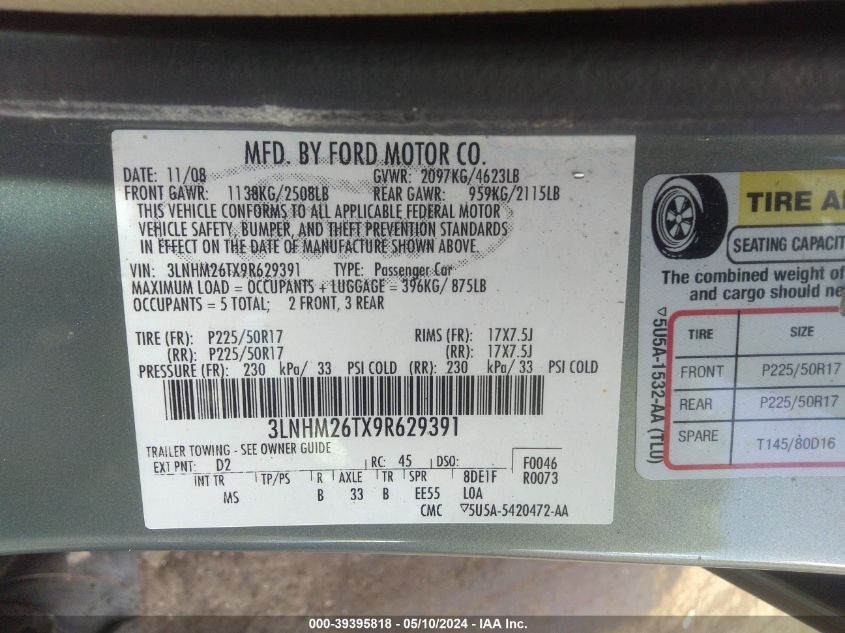 MFD. BY FORD MOTOR CO.
DATE: 11/08 GVWR: 2097KG/4623LB
FRONT GAWR: 1138KG/2508LB REAR GAWR: 959KG/2115LB
THIS VEHICLE CONFORMS TO ALL APPLICABLE FEDERAL MOTOR
VEHICLE SAFETY, BUMPER, AND THEFT PREVENTION STANDARDS
IN EFFECT ON THE DATE OF MANUFACTURE SHOWN ABOVE.
VIN: 3LNHM26TX9R629391 TYPE: Passenger Car
MAXIMUM LOAD = OCCUPANTS + LUGGAGE = 396KG/ 875LB
OCCUPANTS = 5 TOTAL; 2 FRONT, 3 REAR
TIRE (FR): P225/50R17 RIMS (FR): 17X7.5J
(RR): P225/50R17 (RR): 17X7.5J
PRESSURE (FR): 230 kPa/ 33 PSI COLD (RR): 230 kPa/ 33 PSI COLD
3LNHM26TX9R629391
TRAILER TOWING - SEE OWNER GUIDE
EXT PNT: D2 RC: 45 DSO: F0046
INT TR TP/PS R AXLE TR SPR 8DE1F R0073
MS B 33 B EE55 L0A
CMC ▽5U5A-5420472-AA
TIRE A
SEATING CAPACIT
The combined weight of
and cargo should ne
▽5U5A-1532-AA (TLU)
TIRE SIZE
FRONT P225/50R17
REAR P225/50R17
SPARE T145/80D16
000-39395818 - 05/10/2024 - IAA Inc.